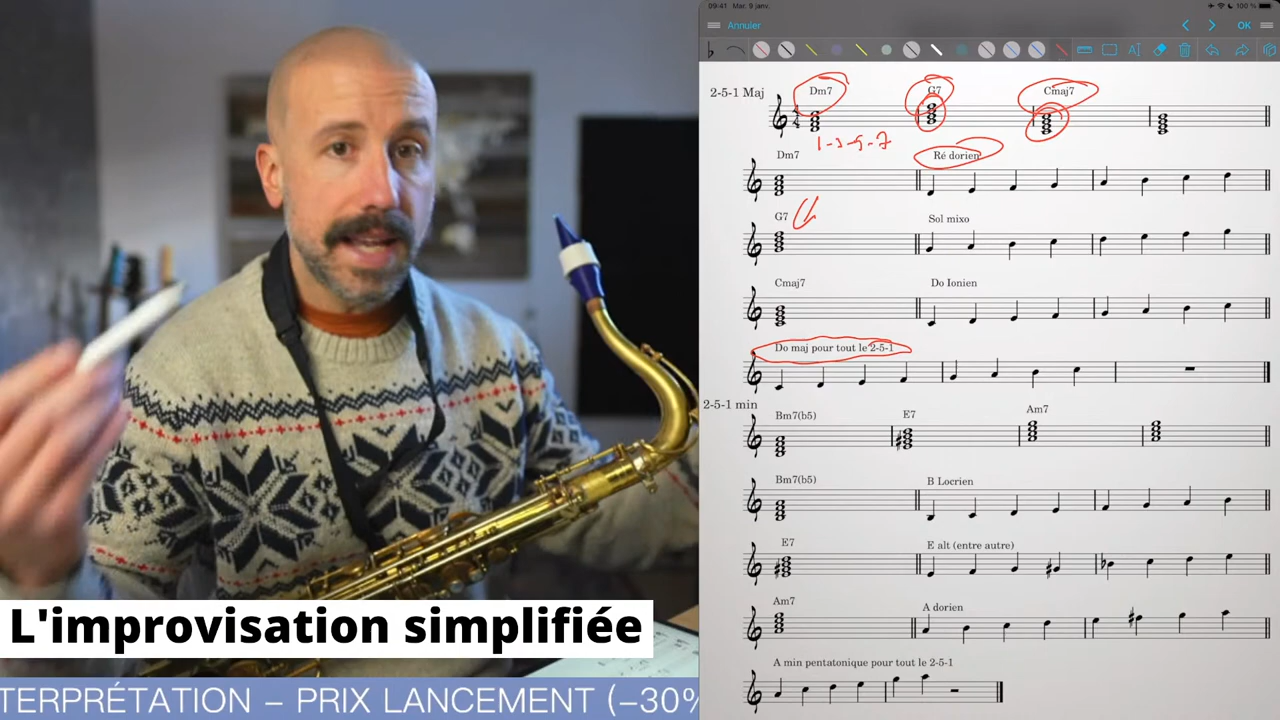 09:41 Mar. 9 janv.
100 %
Annuler
OK
2-5-1 Maj
Dm7 G7 Cmaj7
1-3-5-7
Dm7 Ré dorien
G7 Sol mixo
Cmaj7 Do Ionien
Do maj pour tout le 2-5-1
2-5-1 min
Bm7(b5) E7 Am7
Bm7(b5) B Locrien
E7 E alt (entre autre)
Am7 A dorien
A min pentatonique pour tout le 2-5-1
L'improvisation simplifiée
TERPRÉTATION – PRIX LANCEMENT (–30%